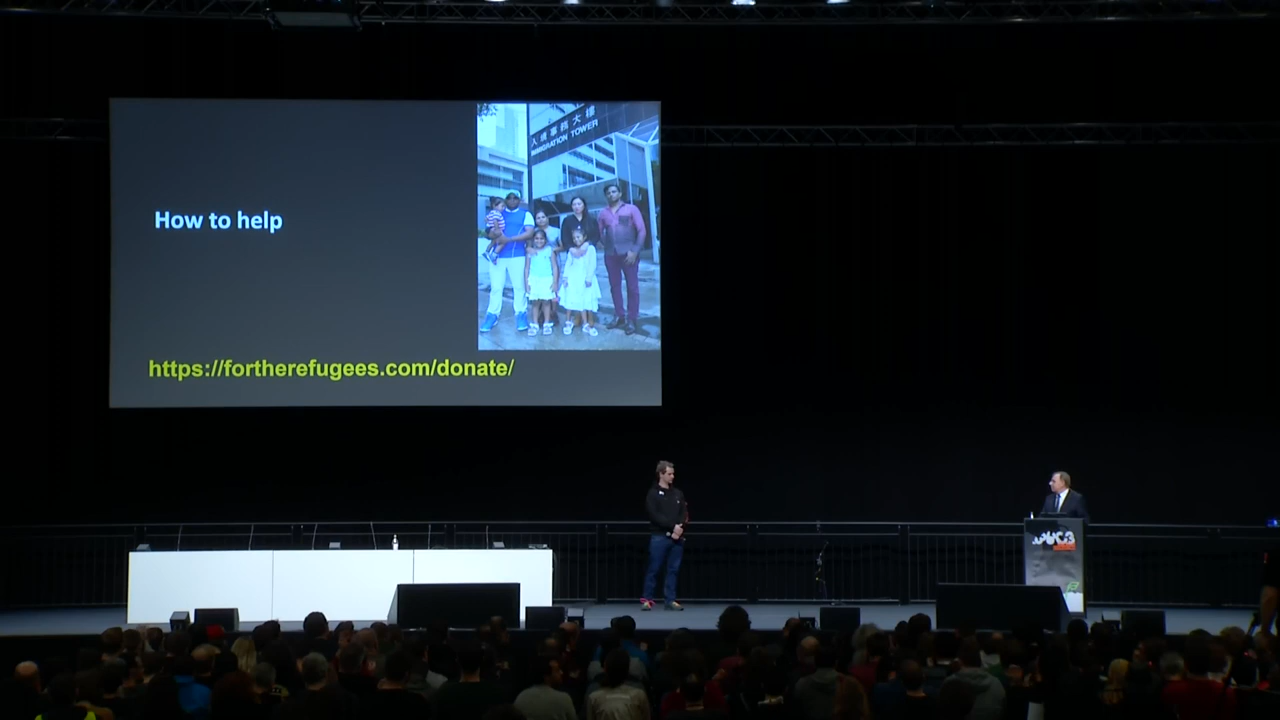 入境事務大樓
IMMIGRATION TOWER
How to help
https://fortherefugees.com/donate/